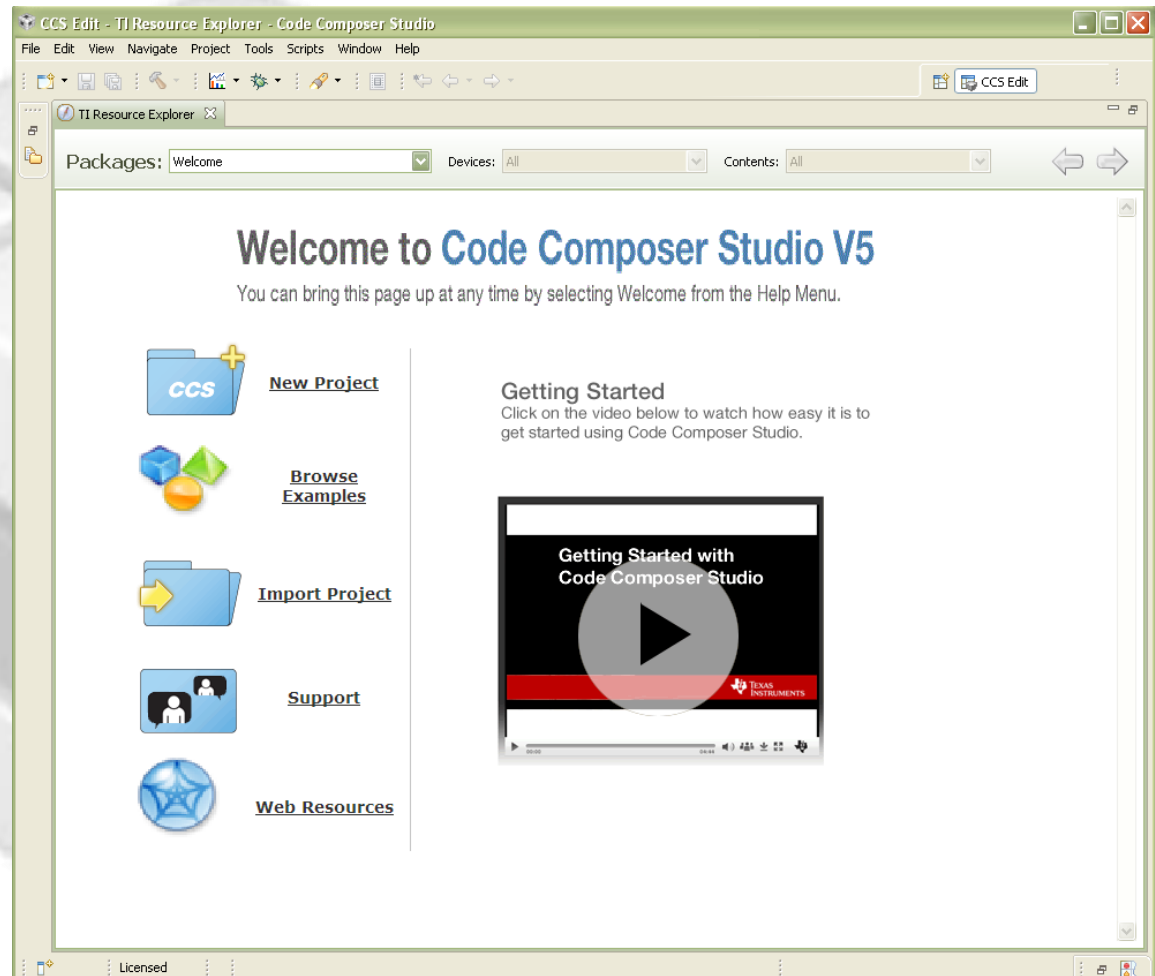 CCS Edit - TI Resource Explorer - Code Composer Studio
File Edit View Navigate Project Tools Scripts Window Help
CCS Edit
TI Resource Explorer
Packages: Welcome Devices: All Contents: All
Welcome to Code Composer Studio V5
You can bring this page up at any time by selecting Welcome from the Help Menu.
CCS
New Project
Getting Started
Click on the video below to watch how easy it is to
get started using Code Composer Studio.
Browse
Examples
Getting Started with
Code Composer Studio
Import Project
Support
TEXAS
INSTRUMENTS
00:00
Web Resources
Licensed